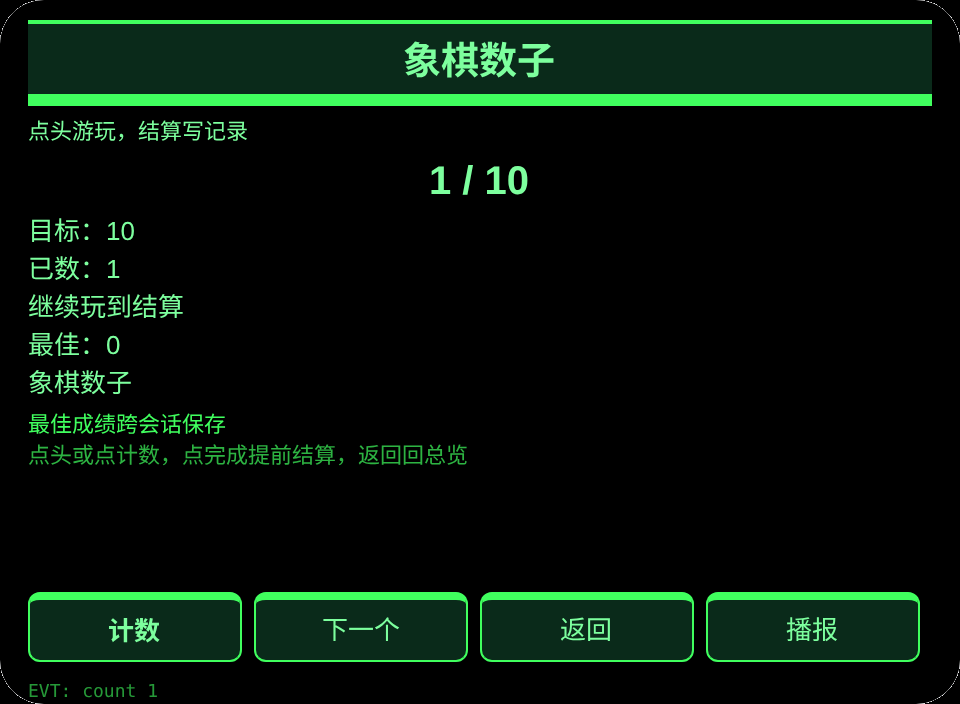 象棋数子
点头游玩，结算写记录
1 / 10
目标：10
已数：1
继续玩到结算
最佳：0
象棋数子
最佳成绩跨会话保存
点头或点计数，点完成提前结算，返回回总览
计数
下一个
返回
播报
EVT: count 1